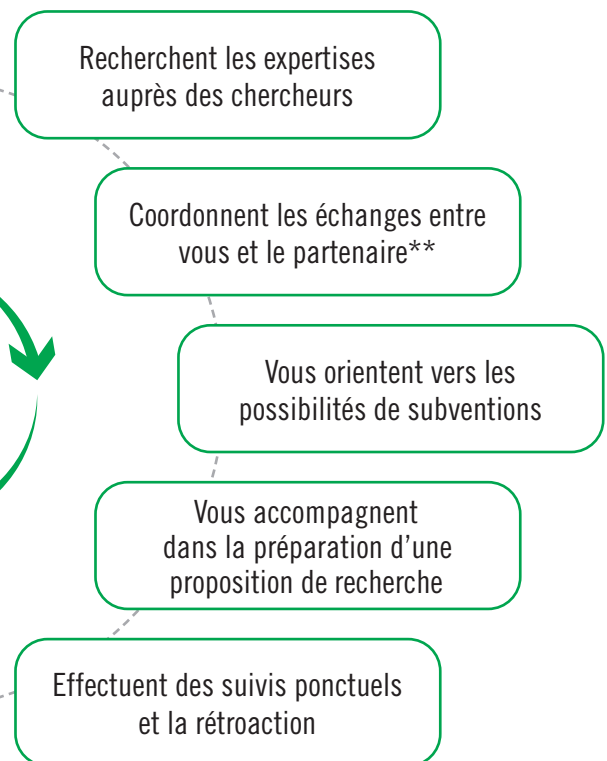 Recherchent les expertises
auprès des chercheurs
Coordonnent les échanges entre
vous et le partenaire**
Vous orientent vers les
possibilités de subventions
Vous accompagnent
dans la préparation d’une
proposition de recherche
Effectuent des suivis ponctuels
et la rétroaction